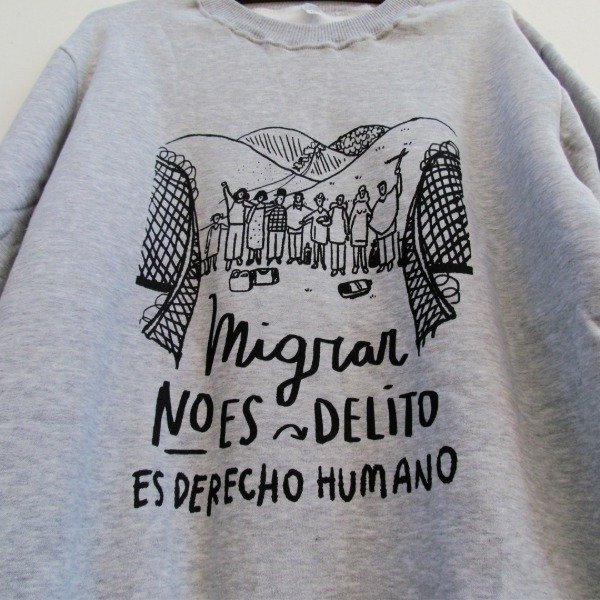 Migrar
NO ES DELITO
ES DERECHO HUMANO